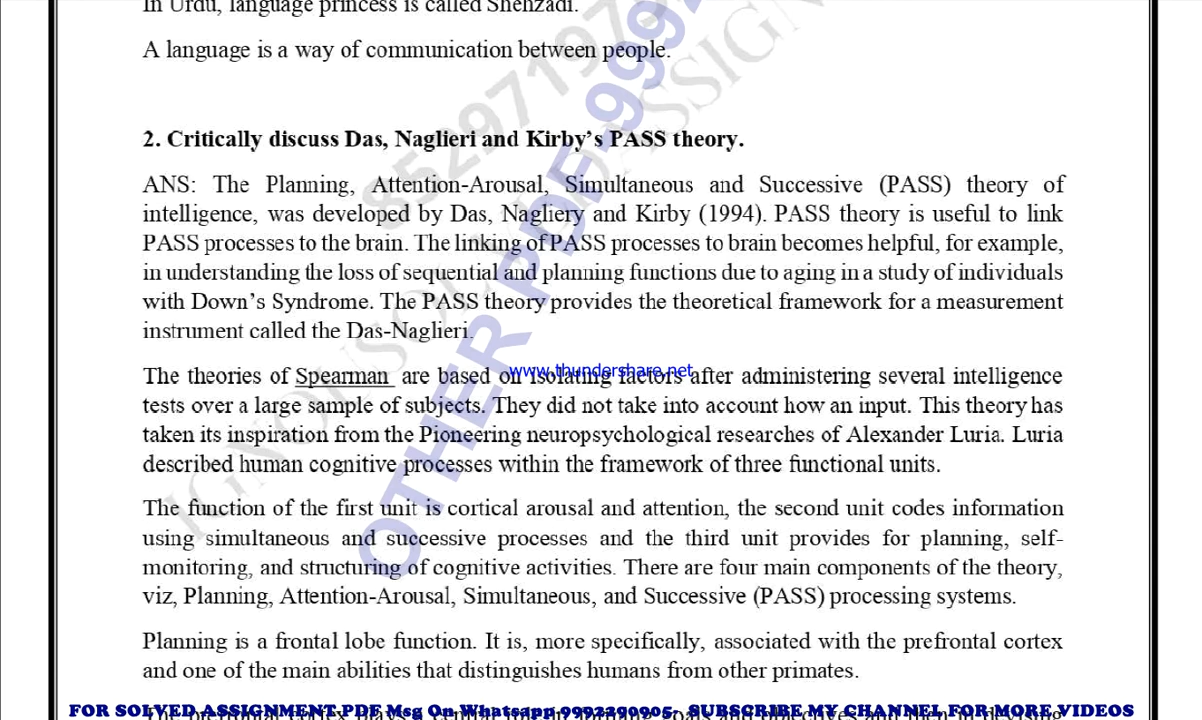 In Urdu, language princess is called Shehzadi.
A language is a way of communication between people.
2. Critically discuss Das, Naglieri and Kirby's PASS theory.
ANS: The Planning, Attention-Arousal, Simultaneous and Successive (PASS) theory of
intelligence, was developed by Das, Nagliery and Kirby (1994). PASS theory is useful to link
PASS processes to the brain. The linking of PASS processes to brain becomes helpful, for example,
in understanding the loss of sequential and planning functions due to aging in a study of individuals
with Down's Syndrome. The PASS theory provides the theoretical framework for a measurement
instrument called the Das-Naglieri.
www.thundershare.net
The theories of Spearman are based on isolating factors after administering several intelligence
tests over a large sample of subjects. They did not take into account how an input. This theory has
taken its inspiration from the Pioneering neuropsychological researches of Alexander Luria. Luria
described human cognitive processes within the framework of three functional units.
The function of the first unit is cortical arousal and attention, the second unit codes information
using simultaneous and successive processes and the third unit provides for planning, self-
monitoring, and structuring of cognitive activities. There are four main components of the theory,
viz, Planning, Attention-Arousal, Simultaneous, and Successive (PASS) processing systems.
Planning is a frontal lobe function. It is, more specifically, associated with the prefrontal cortex
and one of the main abilities that distinguishes humans from other primates.
FOR SOLVED ASSIGNMENT PDF Msg On Whatsapp-9992290905- SUBSCRIBE MY CHANNEL FOR MORE VIDEOS
OTHER PDF-999